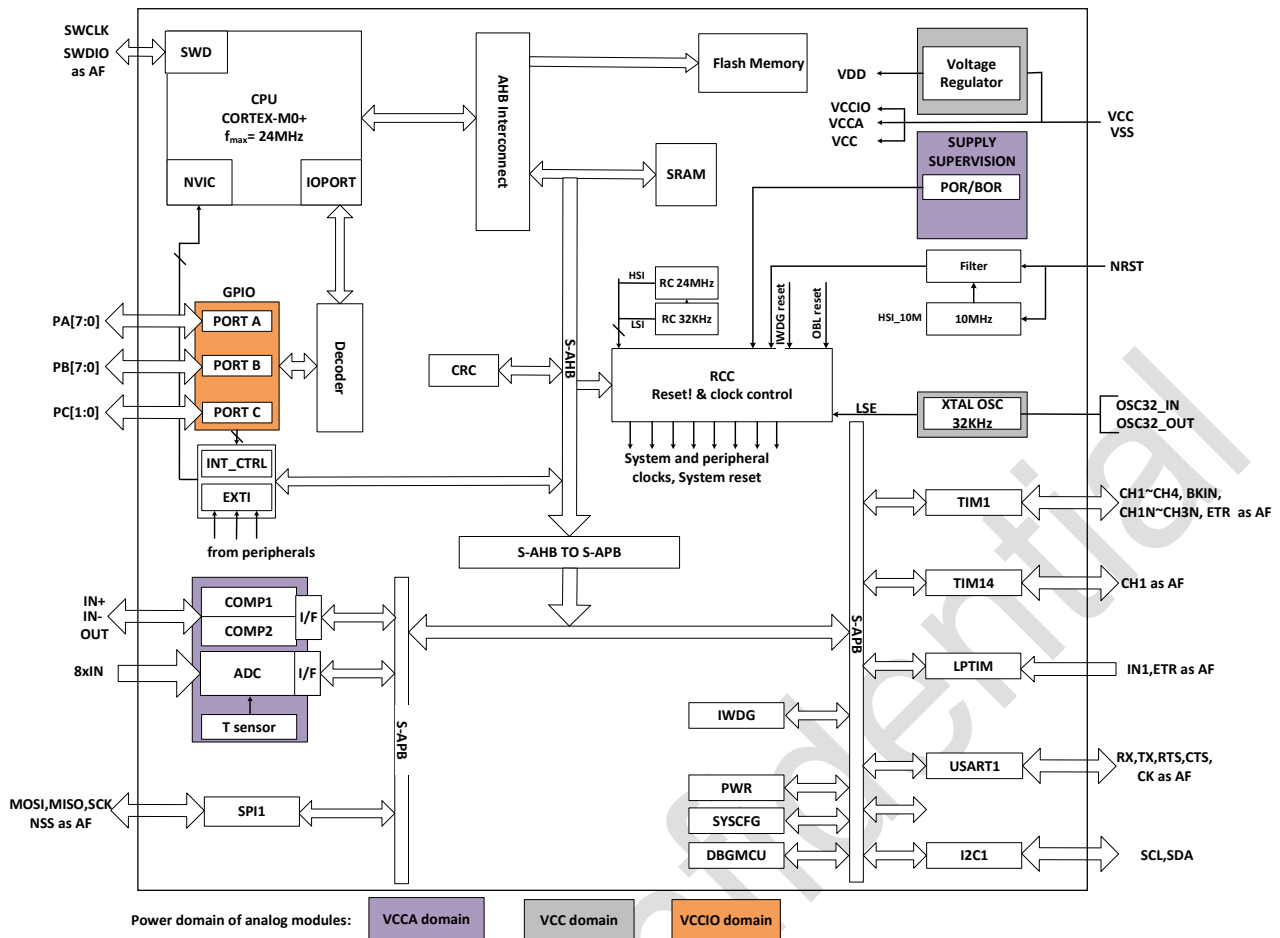 SWCLK
SWDIO
as AF
SWD
CPU
CORTEX-M0+
fmax= 24MHz
NVIC
IOPORT
AHB Interconnect
Flash Memory
SRAM
VDD
Voltage
Regulator
VCCIO
VCCA
VCC
VCC
VSS
SUPPLY
SUPERVISION
POR/BOR
Filter
NRST
HSI_10M
10MHz
GPIO
PORT A
PORT B
PORT C
PA[7:0]
PB[7:0]
PC[1:0]
Decoder
INT_CTRL
EXTI
from peripherals
CRC
S-AHB
HSI
RC 24MHz
LSI
RC 32KHz
IWDG reset
OBL reset
RCC
Reset! & clock control
System and peripheral
clocks, System reset
LSE
XTAL OSC
32KHz
OSC32_IN
OSC32_OUT
S-AHB TO S-APB
IN+
IN-
OUT
COMP1
COMP2
I/F
8xIN
ADC
I/F
T sensor
S-APB
MOSI,MISO,SCK
NSS as AF
SPI1
S-APB
TIM1
CH1~CH4, BKIN,
CH1N~CH3N, ETR as AF
TIM14
CH1 as AF
LPTIM
IN1,ETR as AF
IWDG
USART1
RX,TX,RTS,CTS,
CK as AF
PWR
SYSCFG
DBGMCU
I2C1
SCL,SDA
Power domain of analog modules:
VCCA domain
VCC domain
VCCIO domain